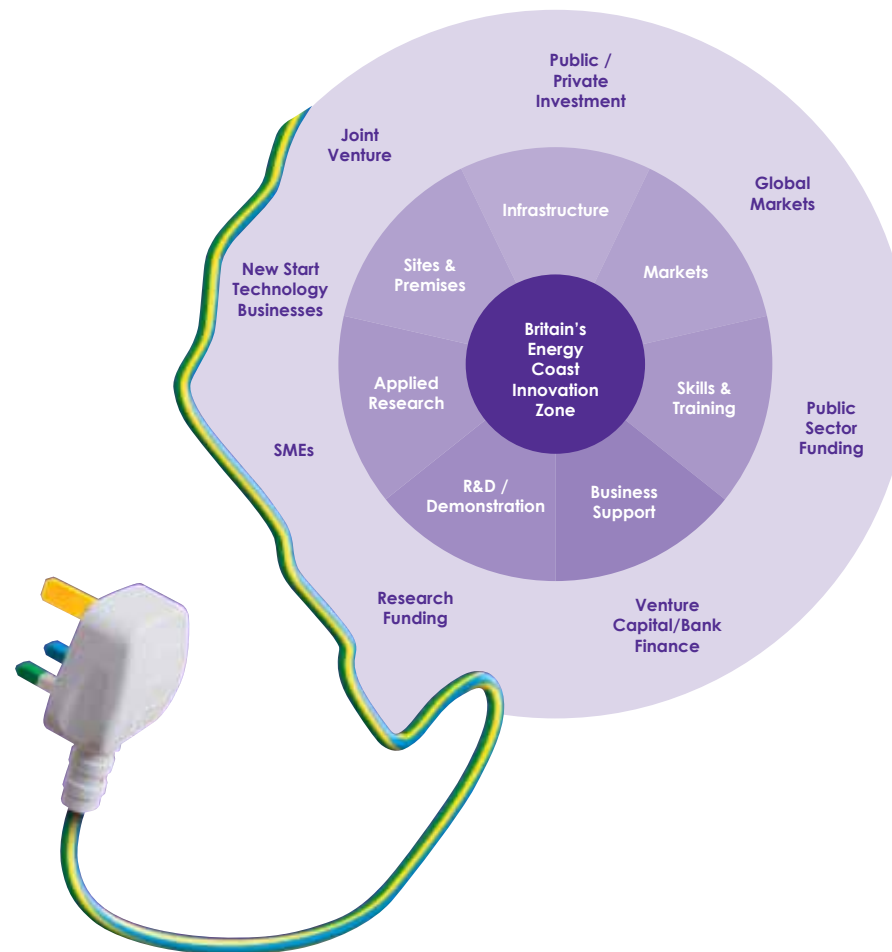 Public /
Private
Investment
Joint
Venture
Global
Markets
Infrastructure
Sites &
Premises
Markets
New Start
Technology
Businesses
Britain’s
Energy
Coast
Innovation
Zone
Applied
Research
Skills &
Training
Public
Sector
Funding
SMEs
R&D /
Demonstration
Business
Support
Research
Funding
Venture
Capital/Bank
Finance